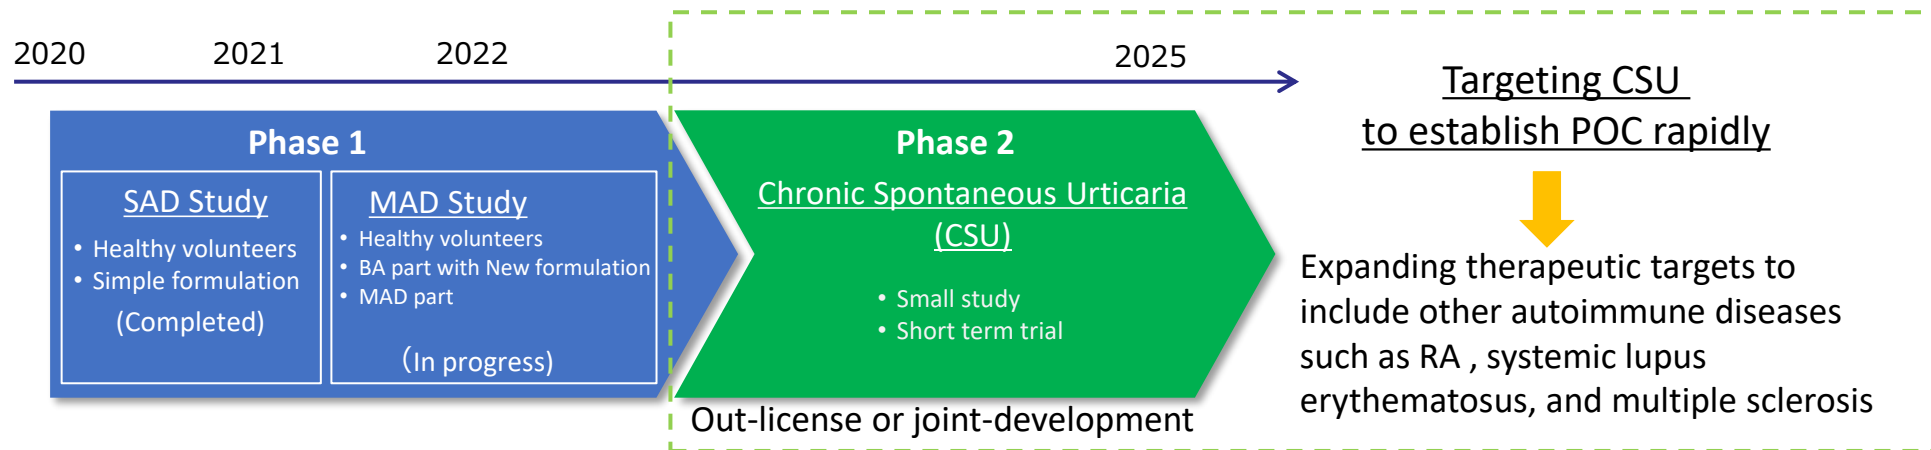 2020 2021 2022 2025
Phase 1
SAD Study
• Healthy volunteers
• Simple formulation
(Completed)
MAD Study
• Healthy volunteers
• BA part with New formulation
• MAD part
（In progress)
Phase 2
Chronic Spontaneous Urticaria
(CSU)
• Small study
• Short term trial
Out-license or joint-development
Targeting CSU
to establish POC rapidly
Expanding therapeutic targets to
include other autoimmune diseases
such as RA , systemic lupus
erythematosus, and multiple sclerosis